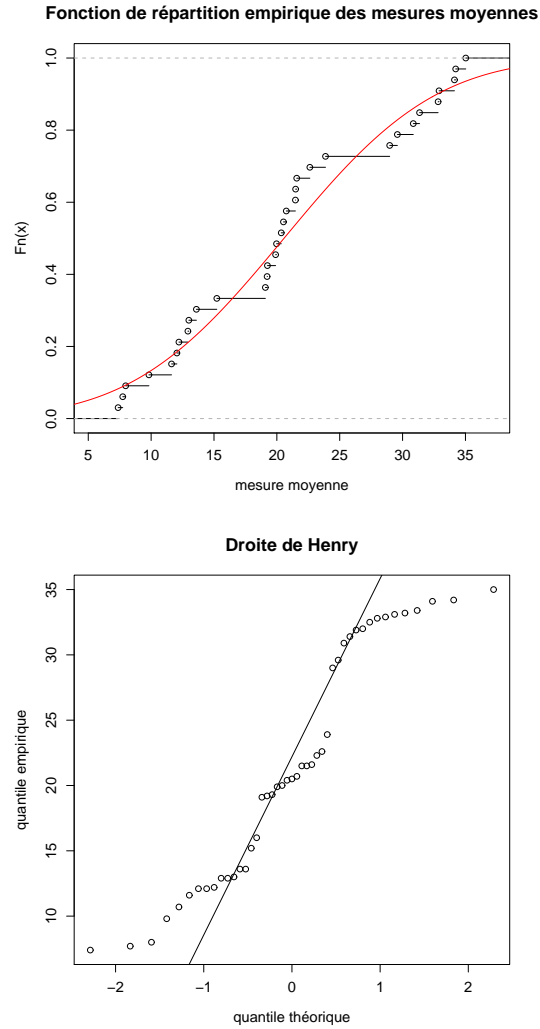 Fonction de répartition empirique des mesures moyennes
Fn(x)
1.0
0.8
0.6
0.4
0.2
0.0
5 10 15 20 25 30 35
mesure moyenne
Droite de Henry
quantile empirique
35
30
25
20
15
10
−2 −1 0 1 2
quantile théorique